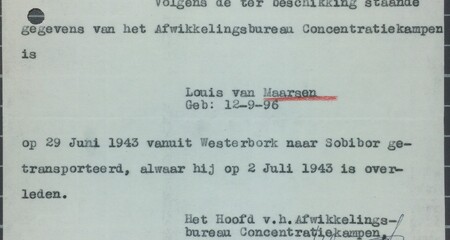 Volgens de ter beschikking staande
gegevens van het Afwikkelingsbureau Concentratiekampen
is
Louis van Maarsen
Geb: 12-9-96
op 29 Juni 1943 vanuit Westerbork naar Sobibor ge-
transporteerd, alwaar hij op 2 Juli 1943 is over-
leden.
Het Hoofd v.h. Afwikkelings-
bureau Concentratiekampen,